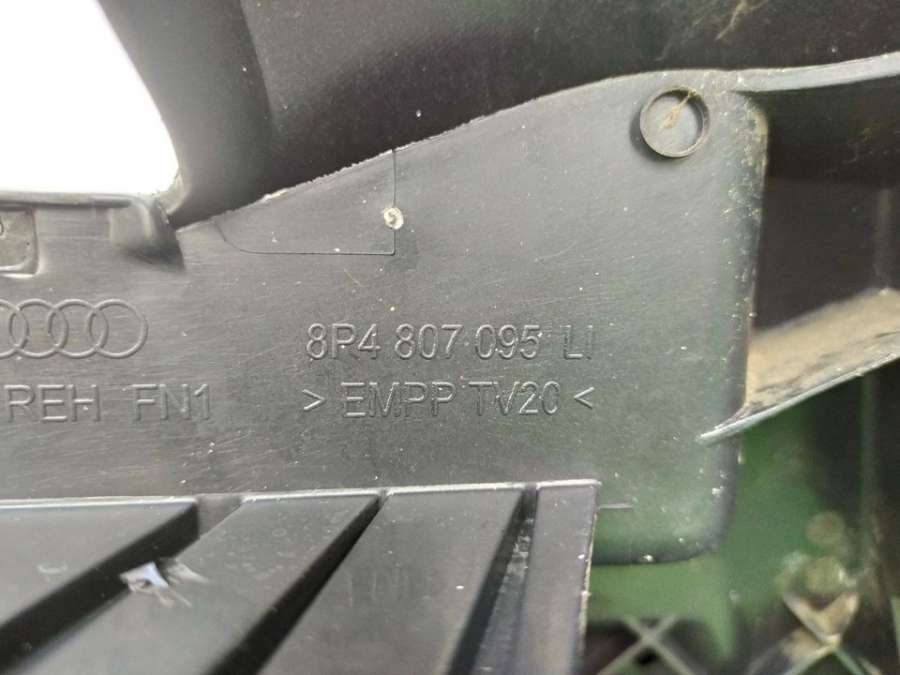 8P4 807 095 LI
REH FN1
> EMPP TV20 <